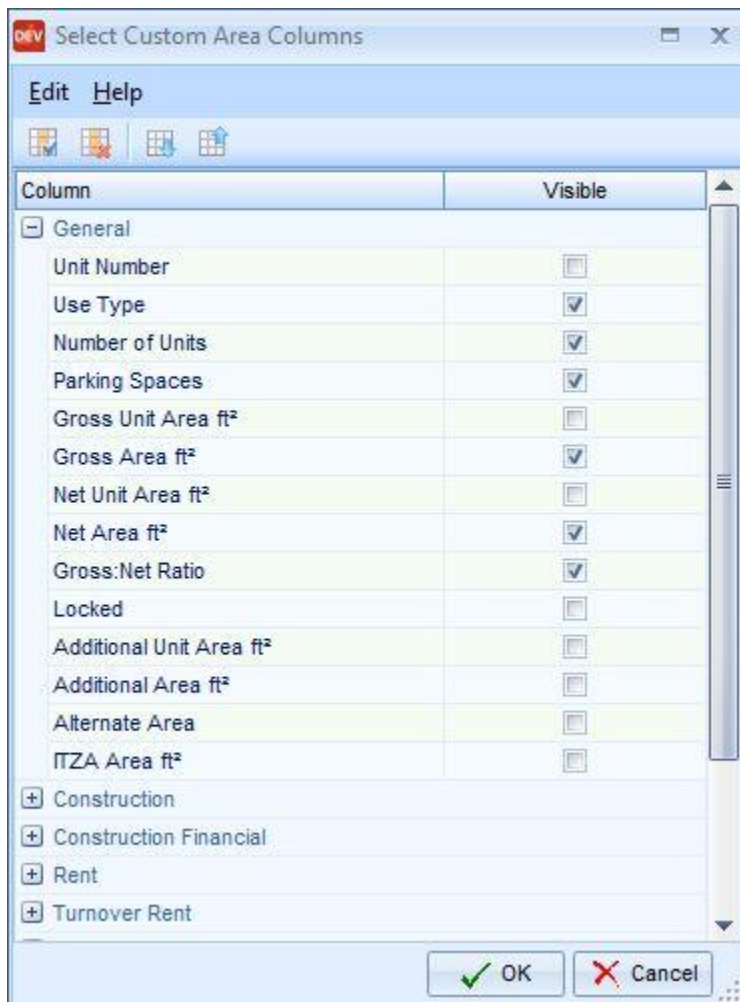 DEV Select Custom Area Columns
Edit Help
Column Visible
General
Unit Number
Use Type
Number of Units
Parking Spaces
Gross Unit Area ft²
Gross Area ft²
Net Unit Area ft²
Net Area ft²
Gross:Net Ratio
Locked
Additional Unit Area ft²
Additional Area ft²
Alternate Area
ITZA Area ft²
Construction
Construction Financial
Rent
Turnover Rent
OK Cancel